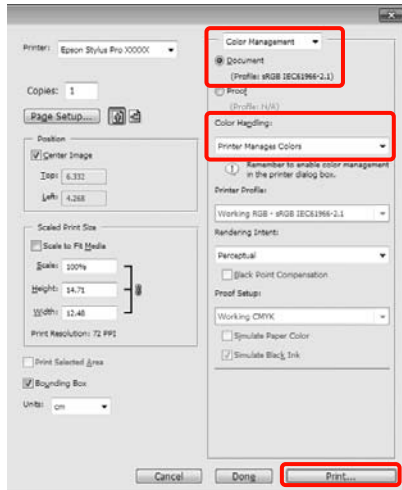 Printer: Epson Stylus Pro XXXXX
Copies: 1
Page Setup...
Position
Center Image
Top: 6.332
Left: 4.268
Scaled Print Size
Scale to Fit Media
Scale: 100%
Height: 14.71
Width: 12.48
Print Resolution: 72 PPI
Print Selected Area
Bounding Box
Units: cm
Color Management
Document
(Profile: sRGB IEC61966-2.1)
Proof
(Profile: N/A)
Color Handling:
Printer Manages Colors
Remember to enable color management
in the printer dialog box.
Printer Profile:
Working RGB - sRGB IEC61966-2.1
Rendering Intent:
Perceptual
Black Point Compensation
Proof Setup:
Working CMYK
Simulate Paper Color
Simulate Black Ink
Cancel
Done
Print...